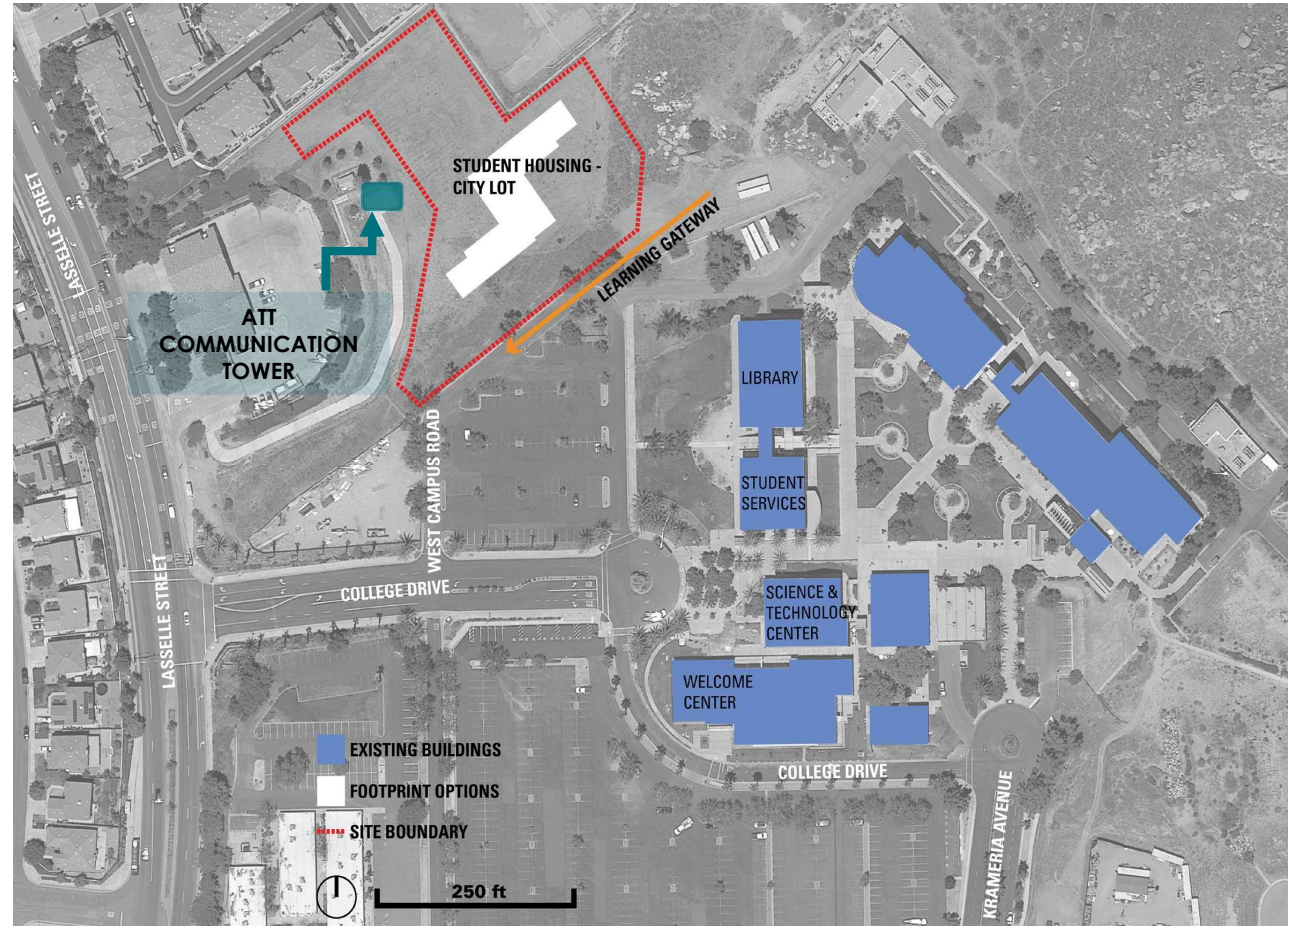 STUDENT HOUSING -
CITY LOT
LASSELLE STREET
LEARNING GATEWAY
ATT
COMMUNICATION
TOWER
LIBRARY
WEST CAMPUS ROAD
STUDENT
SERVICES
LASSELLE STREET
COLLEGE DRIVE
SCIENCE &
TECHNOLOGY
CENTER
WELCOME
CENTER
EXISTING BUILDINGS
COLLEGE DRIVE
FOOTPRINT OPTIONS
SITE BOUNDARY
KRAMERIA AVENUE
250 ft